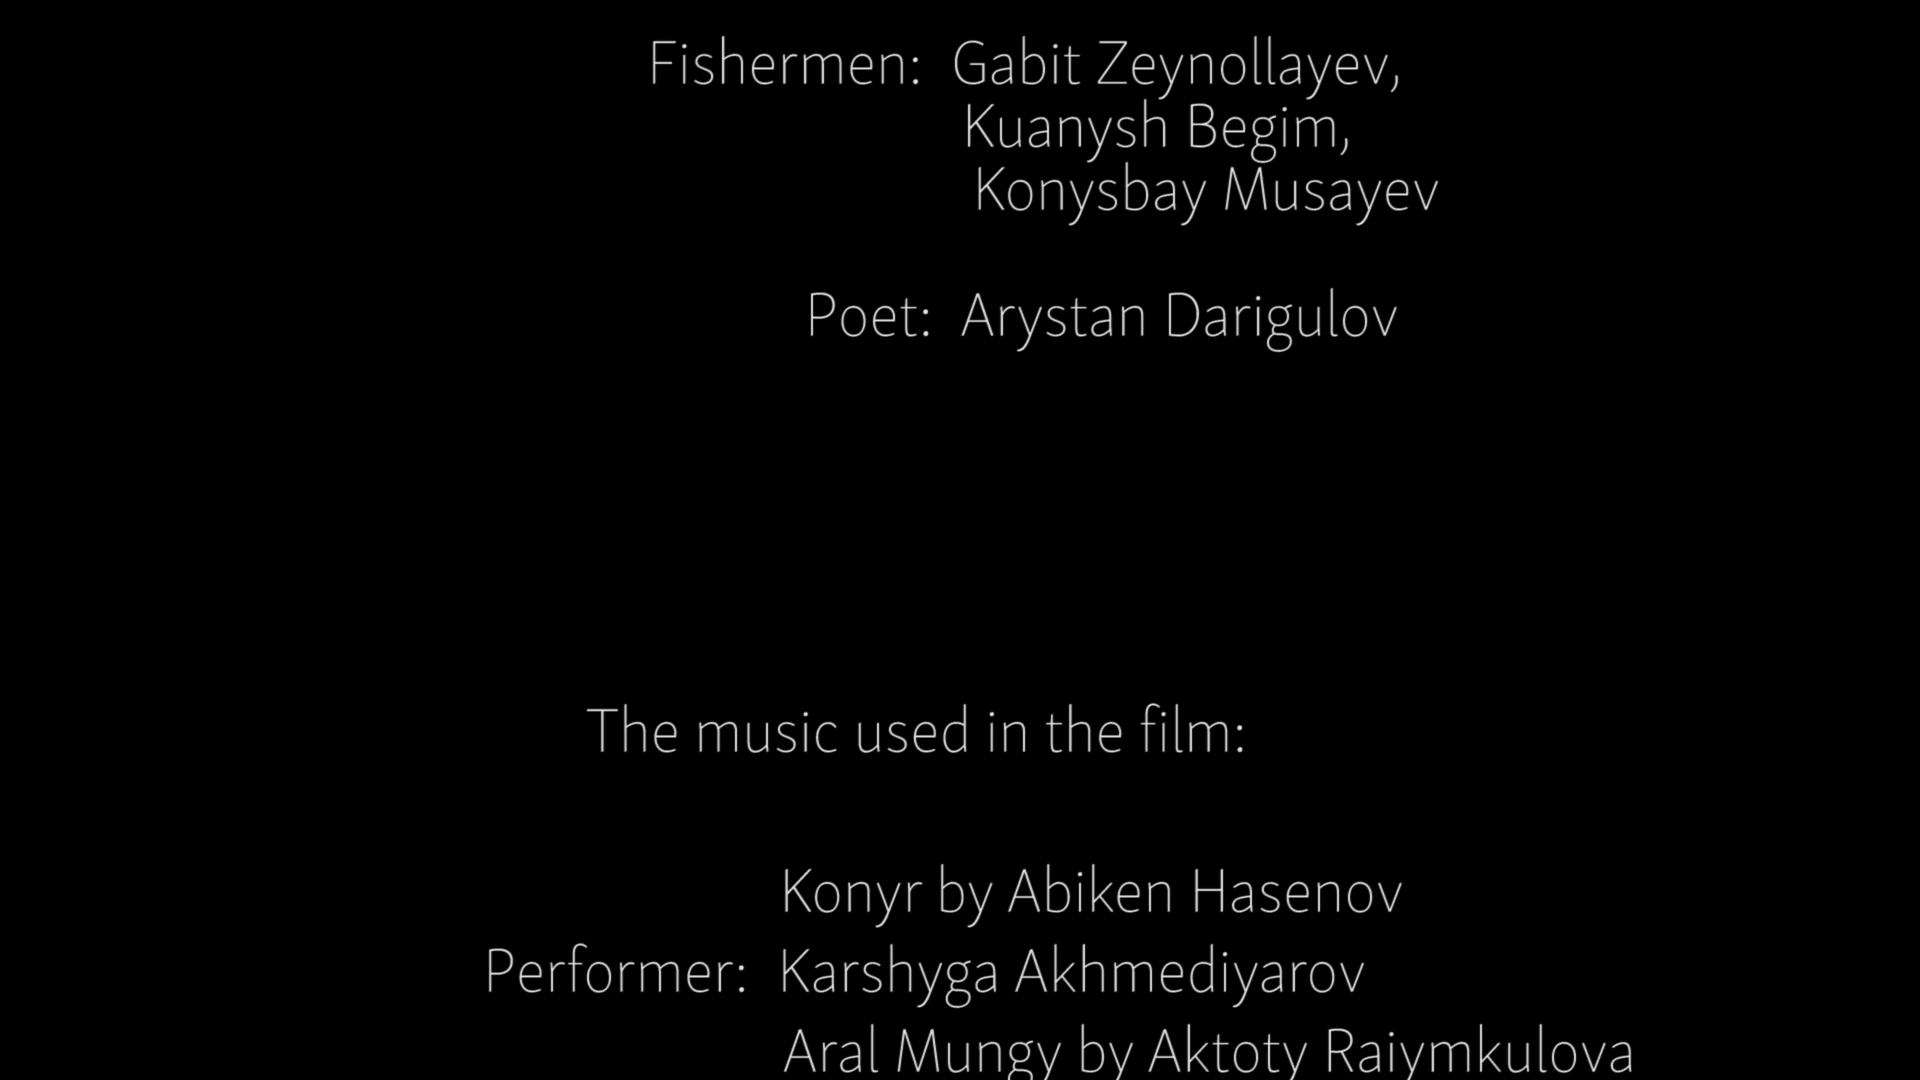 Fishermen: Gabit Zeynollayev,
Kuanysh Begim,
Konysbay Musayev
Poet: Arystan Darigulov
The music used in the film:
Konyr by Abiken Hasenov
Performer: Karshyga Akhmediyarov
Aral Mungy by Aktoty Raiymkulova